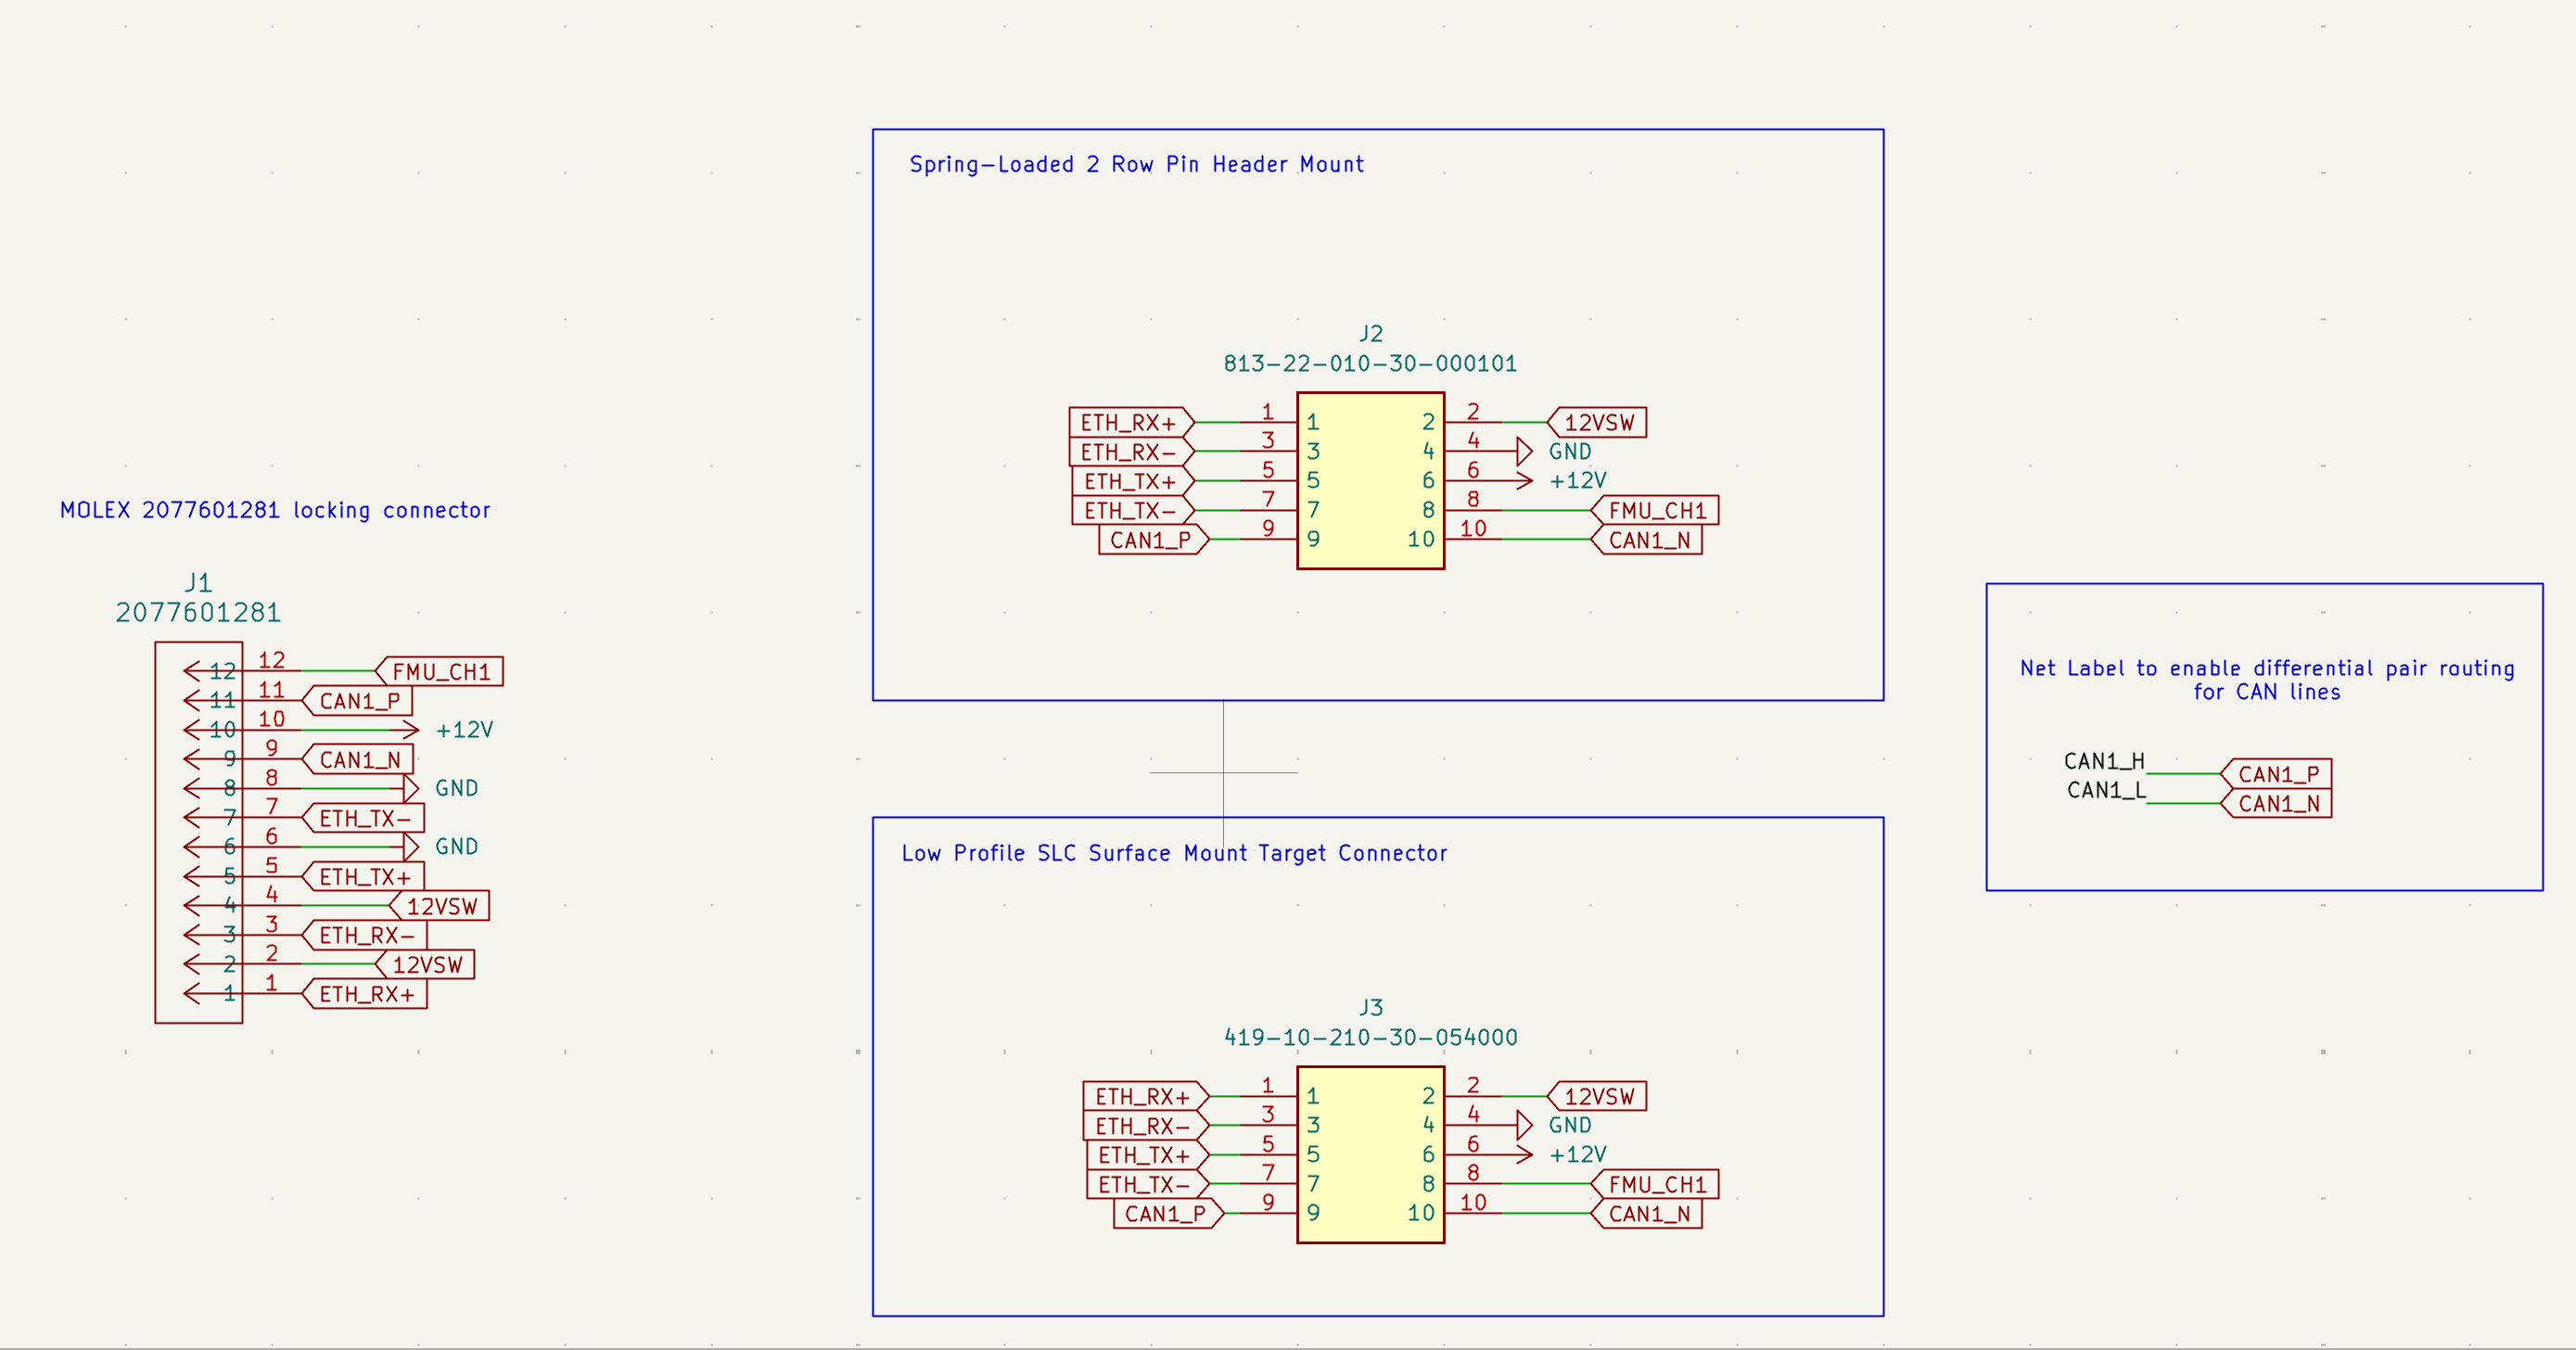 MOLEX 2077601281 locking connector
J1
2077601281
12 12 FMU_CH1
11 11 CAN1_P
10 10 +12V
9 9 CAN1_N
8 8 GND
7 7 ETH_TX-
6 6 GND
5 5 ETH_TX+
4 4 12VSW
3 3 ETH_RX-
2 2 12VSW
1 1 ETH_RX+
Spring-Loaded 2 Row Pin Header Mount
J2
813-22-010-30-000101
ETH_RX+ 1 1 2 2 12VSW
ETH_RX- 3 3 4 4 GND
ETH_TX+ 5 5 6 6 +12V
ETH_TX- 7 7 8 8 FMU_CH1
CAN1_P 9 9 10 10 CAN1_N
Low Profile SLC Surface Mount Target Connector
J3
419-10-210-30-054000
ETH_RX+ 1 1 2 2 12VSW
ETH_RX- 3 3 4 4 GND
ETH_TX+ 5 5 6 6 +12V
ETH_TX- 7 7 8 8 FMU_CH1
CAN1_P 9 9 10 10 CAN1_N
Net Label to enable differential pair routing
for CAN lines
CAN1_H CAN1_P
CAN1_L CAN1_N